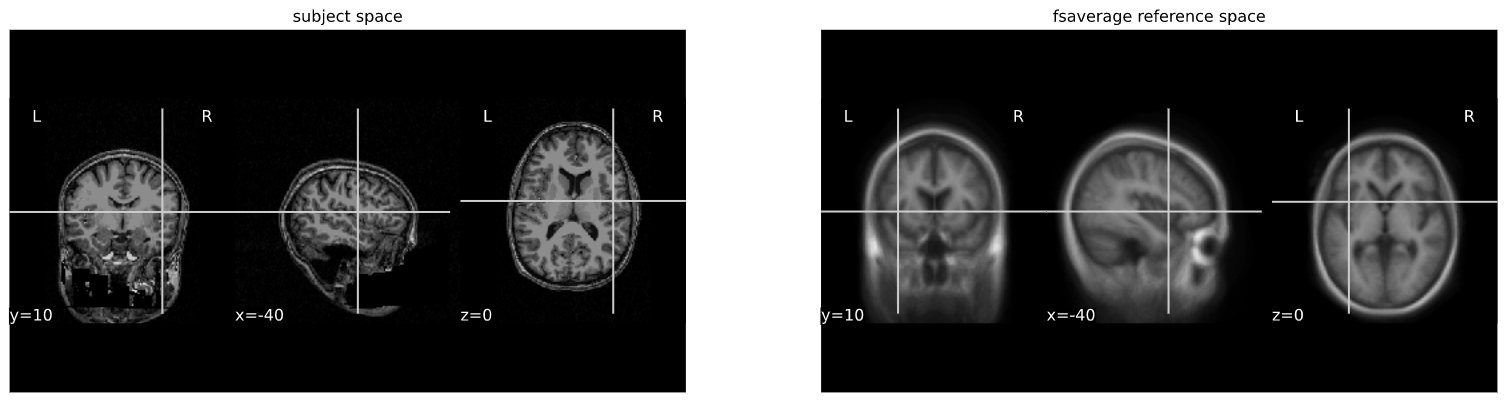 subject space
L R L R
y=10 x=-40 z=0
fsaverage reference space
L R L R
y=10 x=-40 z=0